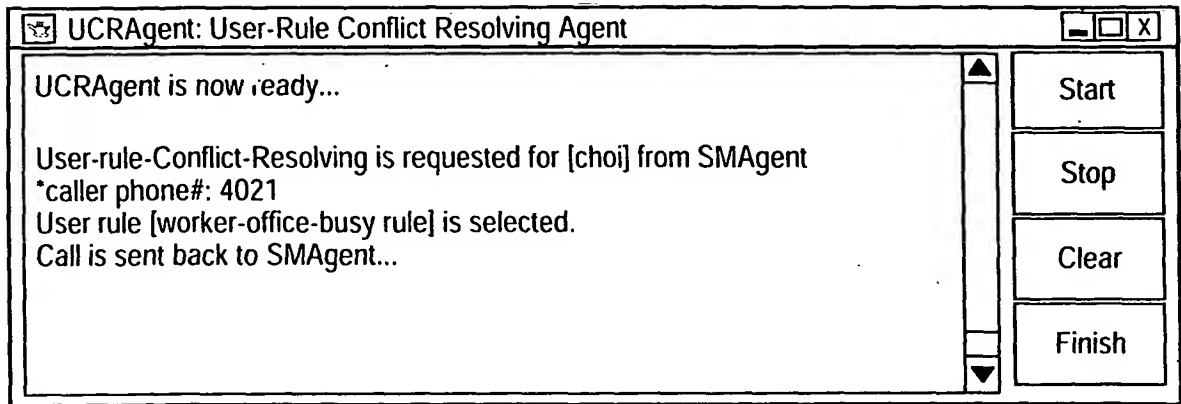 UCRAgent: User-Rule Conflict Resolving Agent
X
UCRAgent is now ready...
User-rule-Conflict-Resolving is requested for [choi] from SMAgent
*caller phone#: 4021
User rule [worker-office-busy rule] is selected.
Call is sent back to SMAgent...
Start
Stop
Clear
Finish